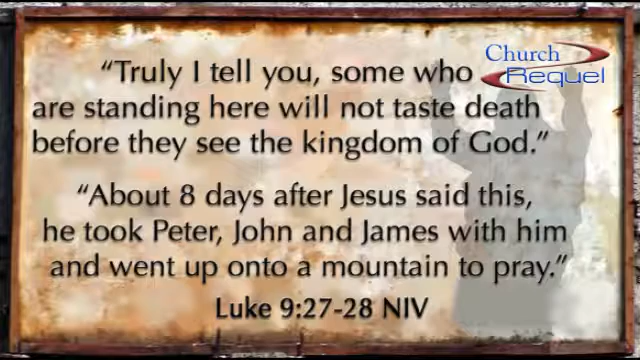 Church
Requel
“Truly I tell you, some who
are standing here will not taste death
before they see the kingdom of God.”
“About 8 days after Jesus said this,
he took Peter, John and James with him
and went up onto a mountain to pray.”
Luke 9:27-28 NIV